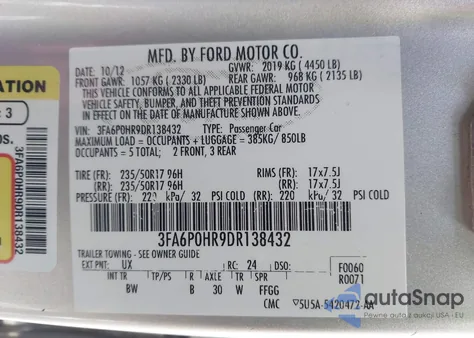 MFD. BY FORD MOTOR CO.
DATE: 10/12 GVWR: 2019 KG ( 4450 LB)
FRONT GAWR: 1057 KG ( 2330 LB) REAR GAWR: 968 KG ( 2135 LB)
THIS VEHICLE CONFORMS TO ALL APPLICABLE FEDERAL MOTOR
VEHICLE SAFETY, BUMPER, AND THEFT PREVENTION STANDARDS
IN EFFECT ON THE DATE OF MANUFACTURE SHOWN ABOVE.
VIN: 3FA6P0HR9DR138432 TYPE: Passenger Car
MAXIMUM LOAD = OCCUPANTS + LUGGAGE = 385KG/ 850LB
OCCUPANTS = 5 TOTAL; 2 FRONT, 3 REAR
TIRE (FR): 235/50R17 96H RIMS (FR): 17x7.5J
(RR): 235/50R17 96H (RR): 17x7.5J
PRESSURE (FR) 220 kPa/ 32 PSI COLD (RR) 220 kPa/ 32 PSI COLD
3FA6P0HR9DR138432
TRAILER TOWING - SEE OWNER GUIDE
EXT PNT: UX RC: 24 DSO: F0060
R0071
INT TR TP/PS R AXLE TR SPR
BW B 30 W FFGG
CMC 5U5A-5420472-AA
ATION
: 3
OS.
3FA6P0HR9DR138432
autoSnap
Pewne z aukcji z USA - EU